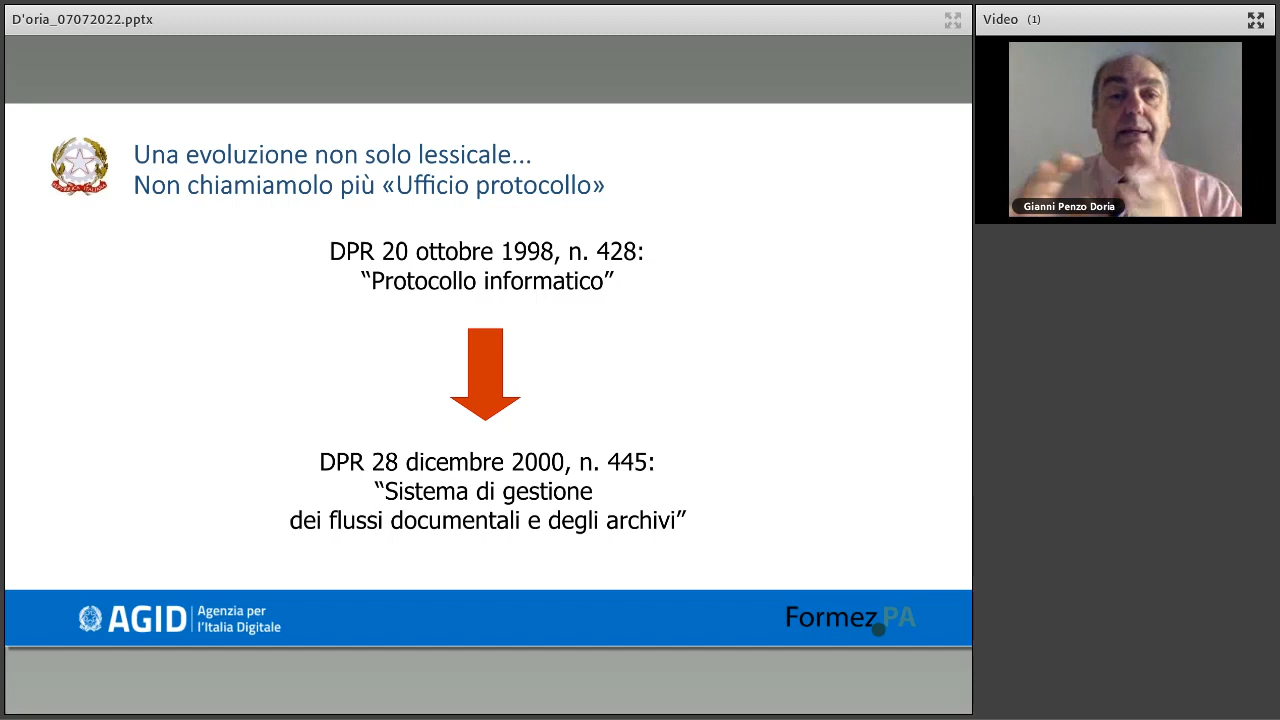 D'oria_07072022.pptx
Video (1)
Gianni Penzo Doria
Una evoluzione non solo lessicale...
Non chiamiamolo più «Ufficio protocollo»
DPR 20 ottobre 1998, n. 428:
“Protocollo informatico”
DPR 28 dicembre 2000, n. 445:
“Sistema di gestione
dei flussi documentali e degli archivi”
AGID
Agenzia per
l'Italia Digitale
Formez PA